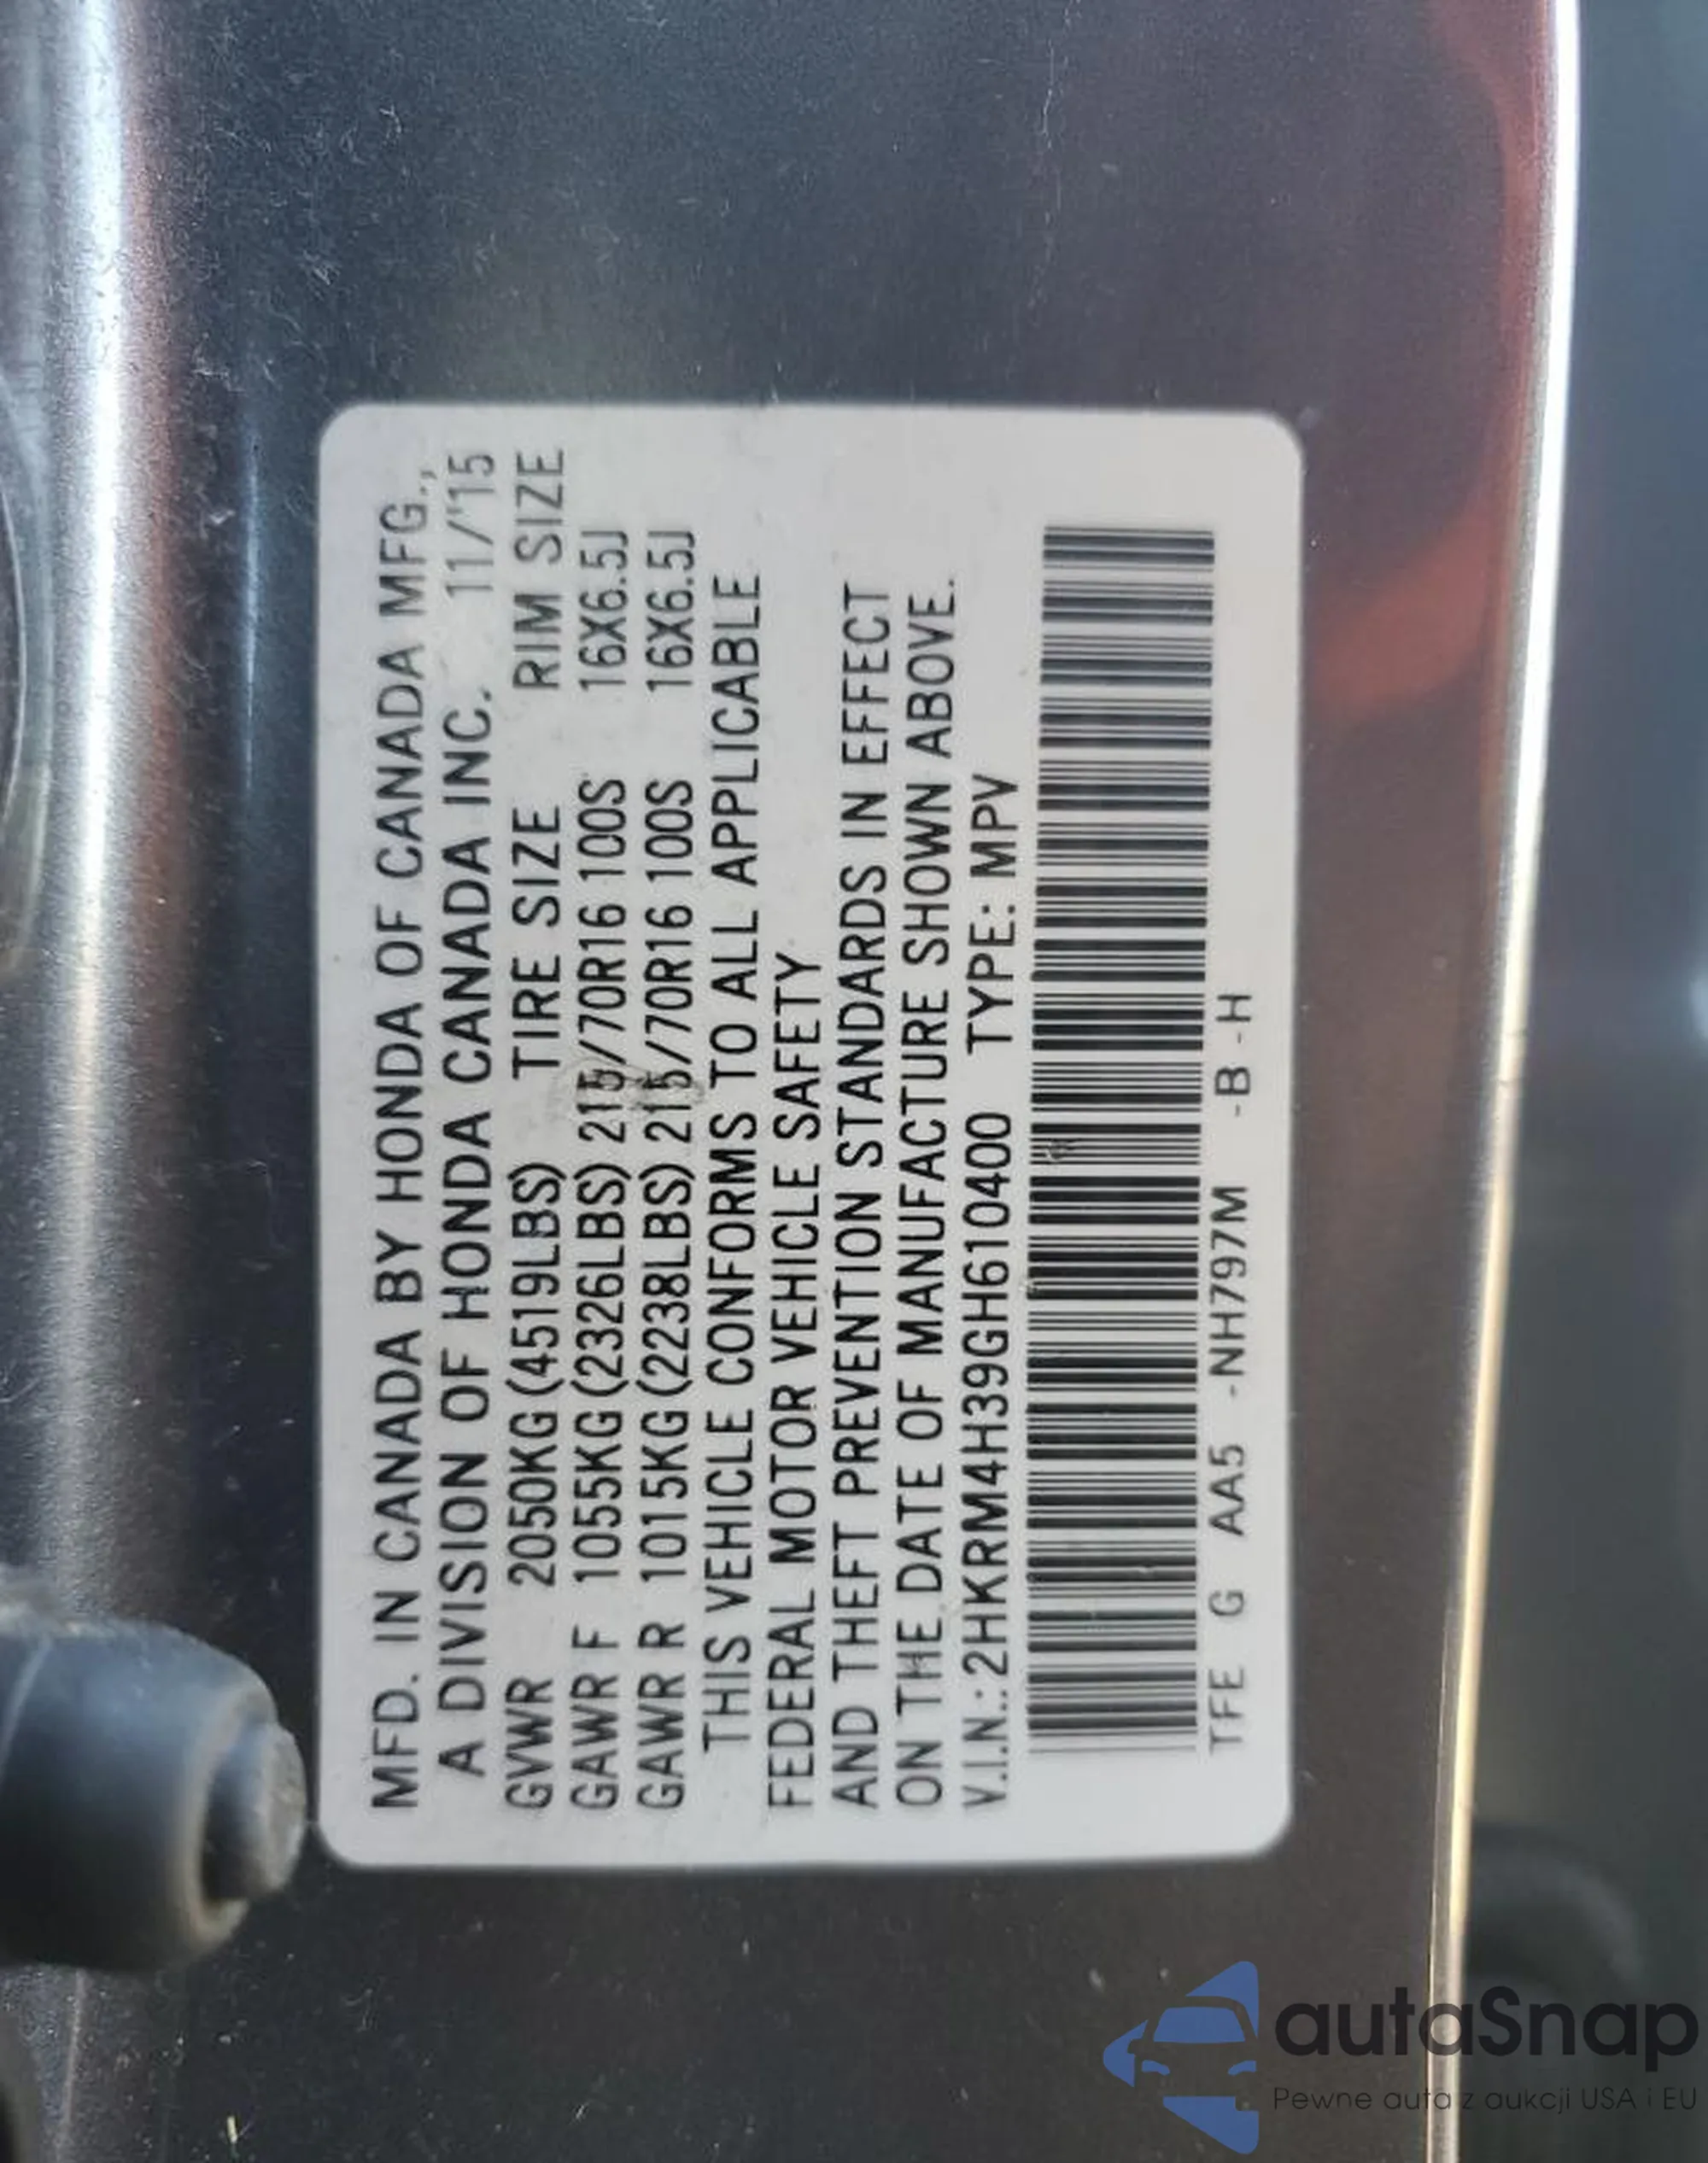 MFD. IN CANADA BY HONDA OF CANADA MFG.,
A DIVISION OF HONDA CANADA INC. 11/'15
GVWR 2050KG (4519LBS) TIRE SIZE RIM SIZE
GAWR F 1055KG (2326LBS) 215/70R16 100S 16X6.5J
GAWR R 1015KG (2238LBS) 215/70R16 100S 16X6.5J
THIS VEHICLE CONFORMS TO ALL APPLICABLE
FEDERAL MOTOR VEHICLE SAFETY
AND THEFT PREVENTION STANDARDS IN EFFECT
ON THE DATE OF MANUFACTURE SHOWN ABOVE.
V.I.N.: 2HKRM4H39GH610400 TYPE: MPV
TFE G AA5 -NH797M -B -H
autaSnap
Pewne auta z aukcji USA i EU